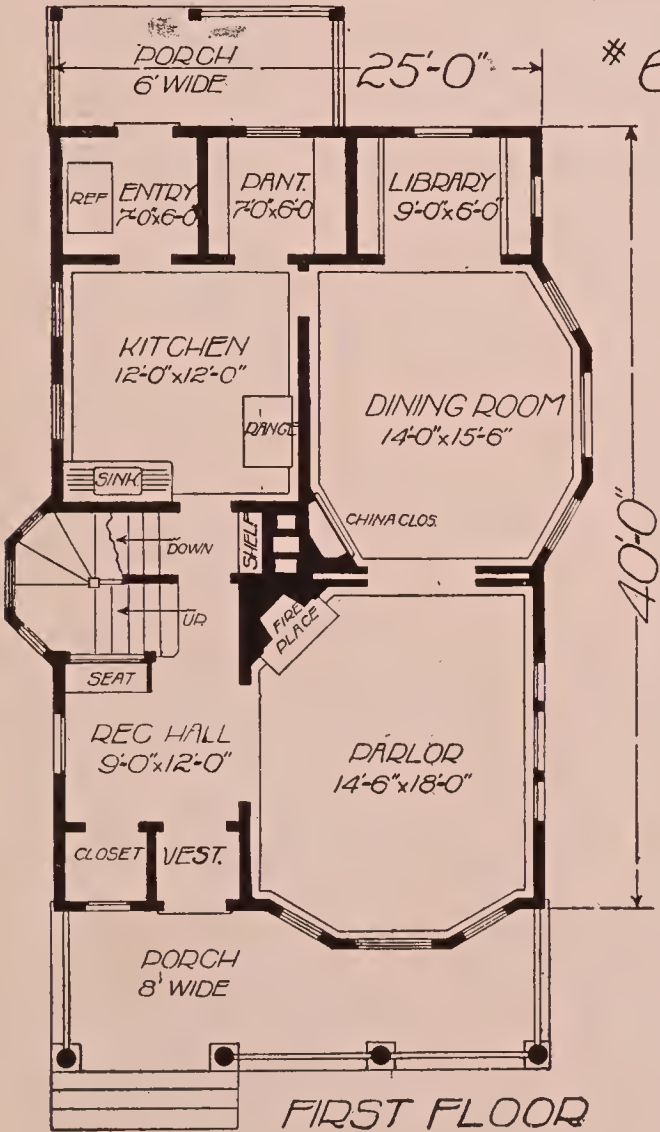 PORCH
6' WIDE
25'-0"
# 6
REF
ENTRY
7'-0"x6'-0"
PANT.
7'-0"x6'-0
LIBRARY
9'-0"x6'-0"
KITCHEN
12'-0"x12'-0"
RANGE
SINK
DINING ROOM
14'-0"x15'-6"
CHINA CLOS.
SHELF
DOWN
UP
40'-0"
FIRE
PLACE
SEAT
REC HALL
9'-0"x12'-0"
PARLOR
14'-6"x18'-0"
CLOSET
VEST.
PORCH
8' WIDE
FIRST FLOOR